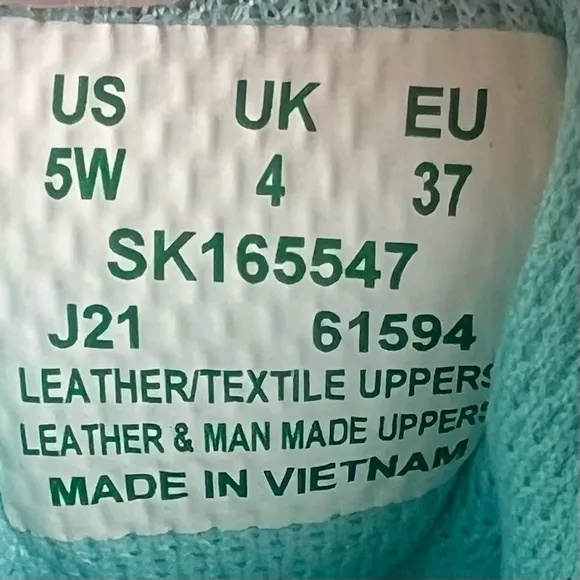 US UK EU
5W 4 37
SK165547
J21 61594
LEATHER/TEXTILE UPPERS
LEATHER & MAN MADE UPPERS
MADE IN VIETNAM